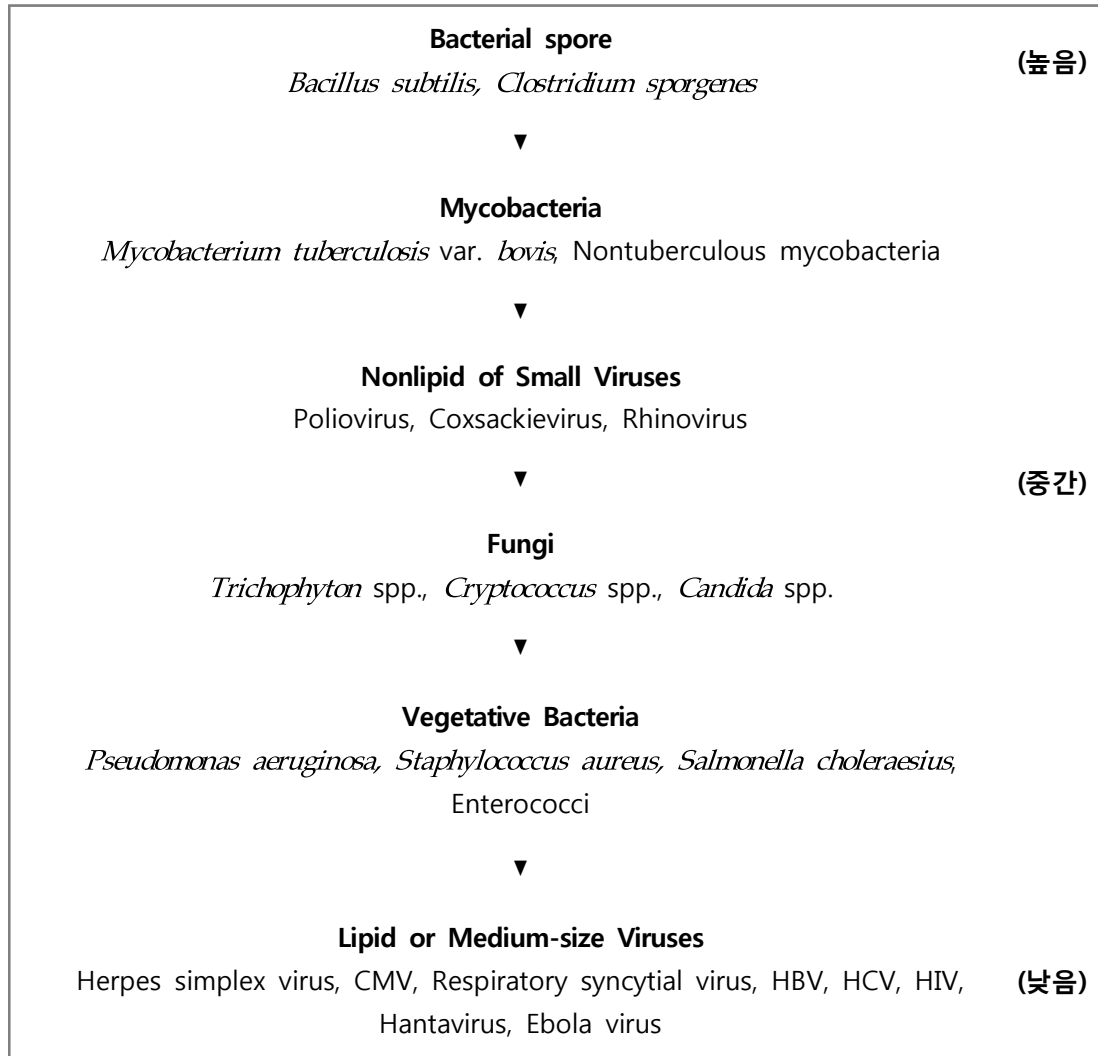 Bacterial spore
(높음)
Bacillus subtilis, Clostridium sporgenes
▼
Mycobacteria
Mycobacterium tuberculosis var. bovis, Nontuberculous mycobacteria
▼
Nonlipid of Small Viruses
Poliovirus, Coxsackievirus, Rhinovirus
▼
(중간)
Fungi
Trichophyton spp., Cryptococcus spp., Candida spp.
▼
Vegetative Bacteria
Pseudomonas aeruginosa, Staphylococcus aureus, Salmonella choleraesius,
Enterococci
▼
Lipid or Medium-size Viruses
Herpes simplex virus, CMV, Respiratory syncytial virus, HBV, HCV, HIV,
(낮음)
Hantavirus, Ebola virus